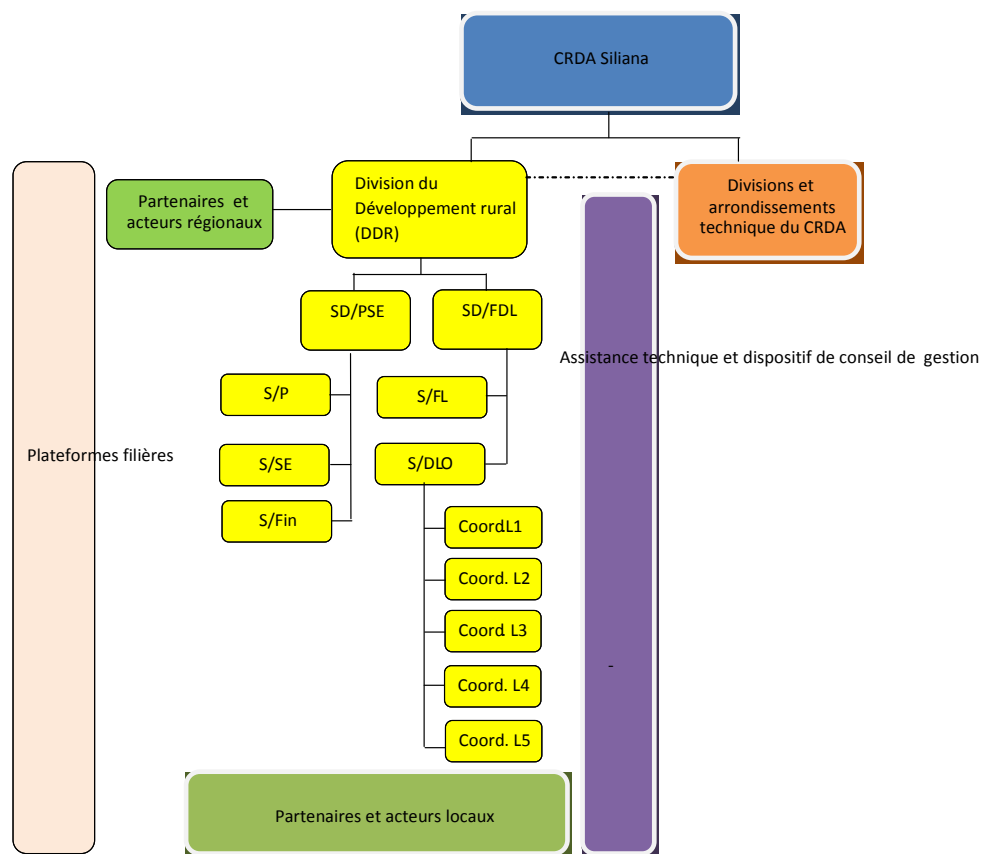 CRDA Siliana
Division du
Développement rural
(DDR)
Partenaires et
acteurs régionaux
Divisions et
arrondissements
technique du CRDA
SD/PSE
SD/FDL
Assistance technique et dispositif de conseil de gestion
S/P
S/FL
Plateformes filières
S/SE
S/DLO
S/Fin
Coord.L1
Coord. L2
Coord. L3
Coord. L4
Coord. L5
-
Partenaires et acteurs locaux